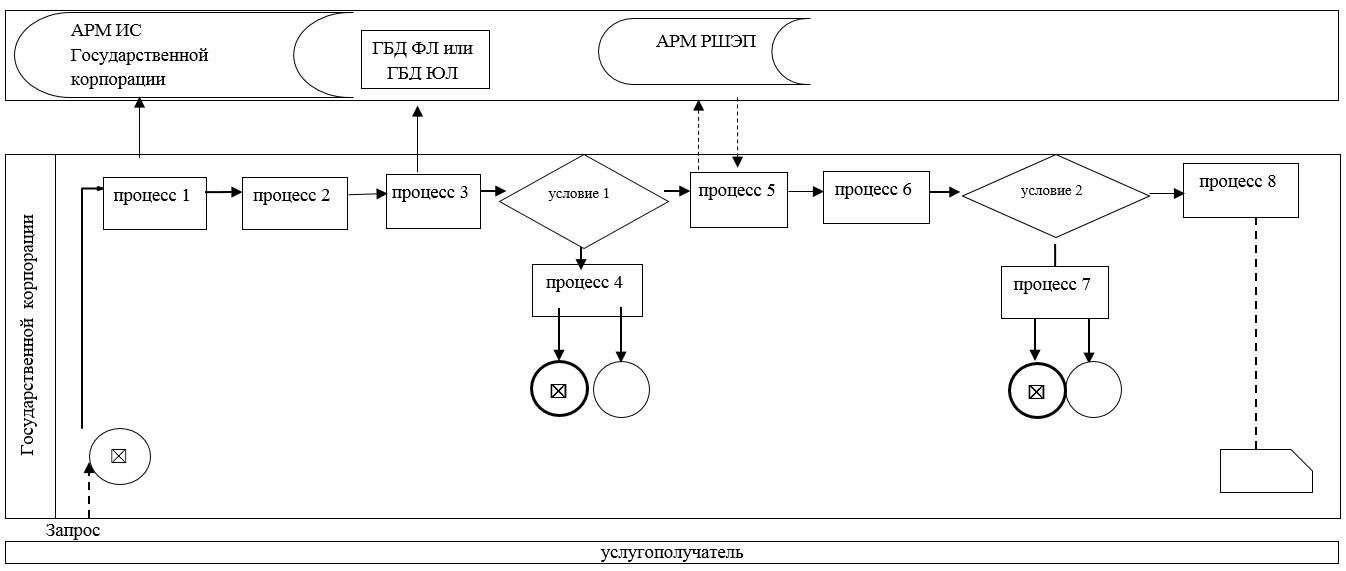 АРМ ИС
Государственной
корпорации
ГБД ФЛ или
ГБД ЮЛ
АРМ РШЭП
Государственной корпорации
процесс 1
процесс 2
процесс 3
условие 1
процесс 5
процесс 6
условие 2
процесс 8
процесс 4
процесс 7
Запрос
услугополучатель